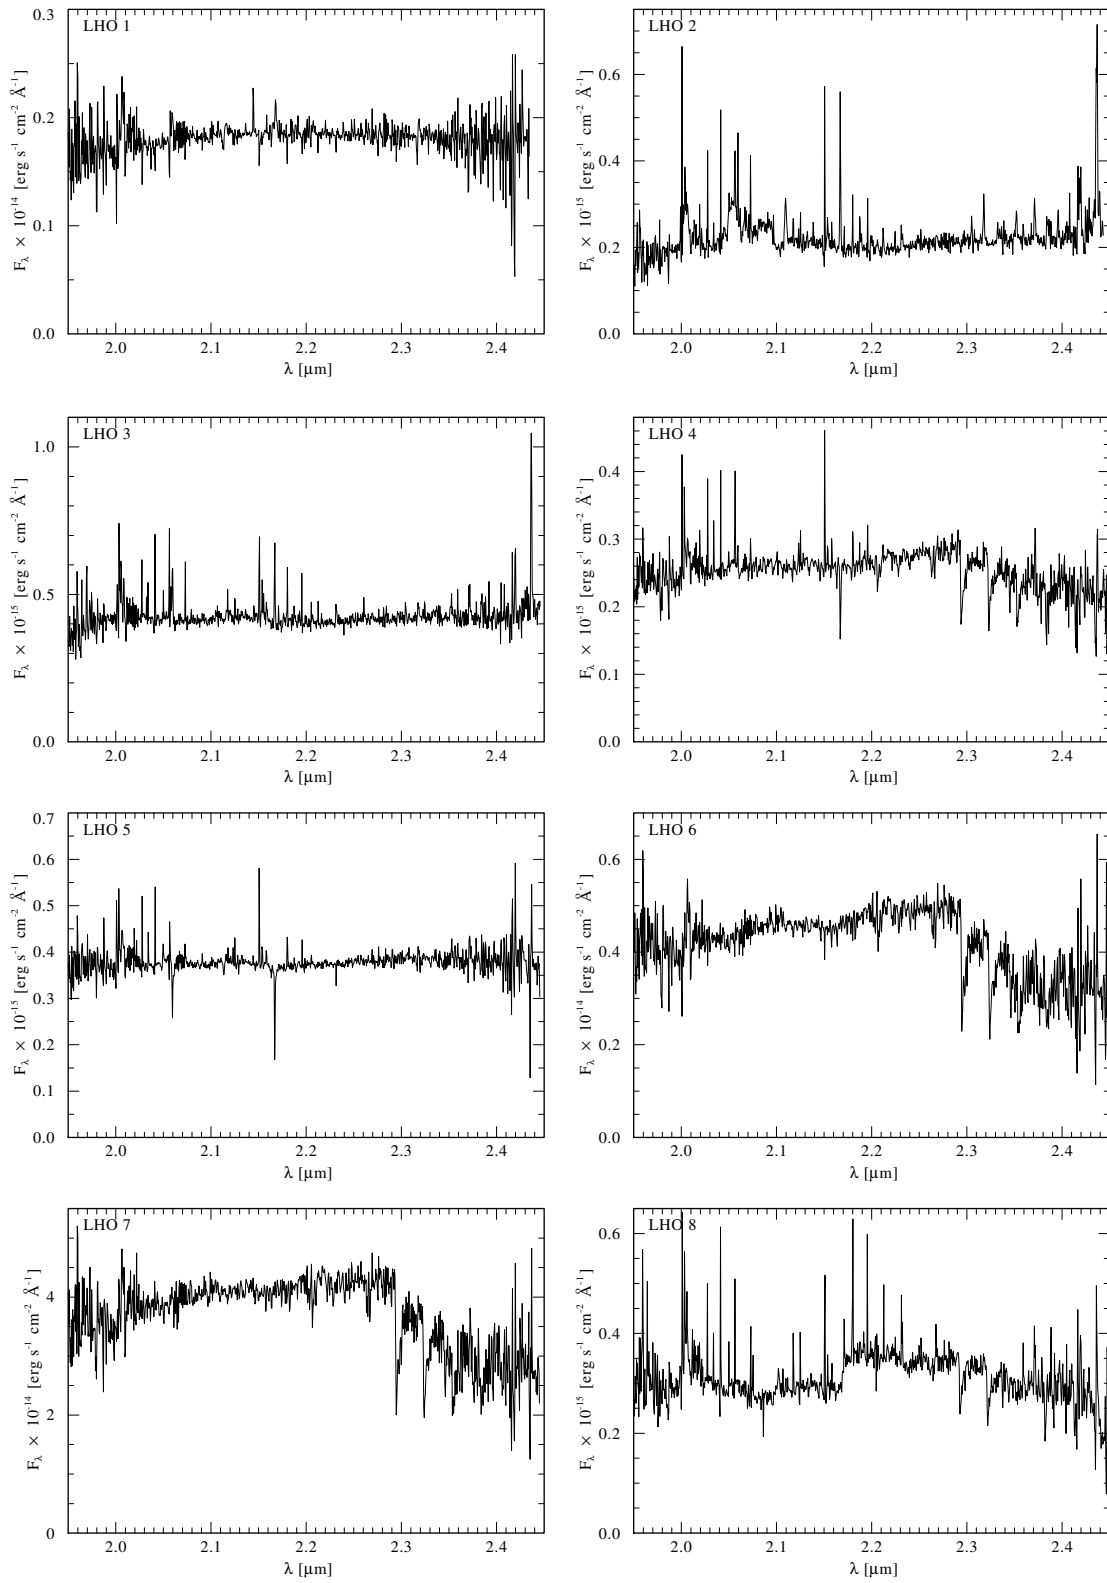 LHO 1
0.3
0.2
0.1
0.0
F_λ × 10^-14 [erg s^-1 cm^-2 Å^-1]
2.0 2.1 2.2 2.3 2.4
λ [μm]
LHO 2
0.6
0.4
0.2
0.0
F_λ × 10^-15 [erg s^-1 cm^-2 Å^-1]
2.0 2.1 2.2 2.3 2.4
λ [μm]
LHO 3
1.0
0.5
0.0
F_λ × 10^-15 [erg s^-1 cm^-2 Å^-1]
2.0 2.1 2.2 2.3 2.4
λ [μm]
LHO 4
0.4
0.3
0.2
0.1
0.0
F_λ × 10^-15 [erg s^-1 cm^-2 Å^-1]
2.0 2.1 2.2 2.3 2.4
λ [μm]
LHO 5
0.7
0.6
0.5
0.4
0.3
0.2
0.1
0.0
F_λ × 10^-15 [erg s^-1 cm^-2 Å^-1]
2.0 2.1 2.2 2.3 2.4
λ [μm]
LHO 6
0.6
0.4
0.2
0.0
F_λ × 10^-14 [erg s^-1 cm^-2 Å^-1]
2.0 2.1 2.2 2.3 2.4
λ [μm]
LHO 7
4
2
0
F_λ × 10^-14 [erg s^-1 cm^-2 Å^-1]
2.0 2.1 2.2 2.3 2.4
λ [μm]
LHO 8
0.6
0.4
0.2
0.0
F_λ × 10^-15 [erg s^-1 cm^-2 Å^-1]
2.0 2.1 2.2 2.3 2.4
λ [μm]